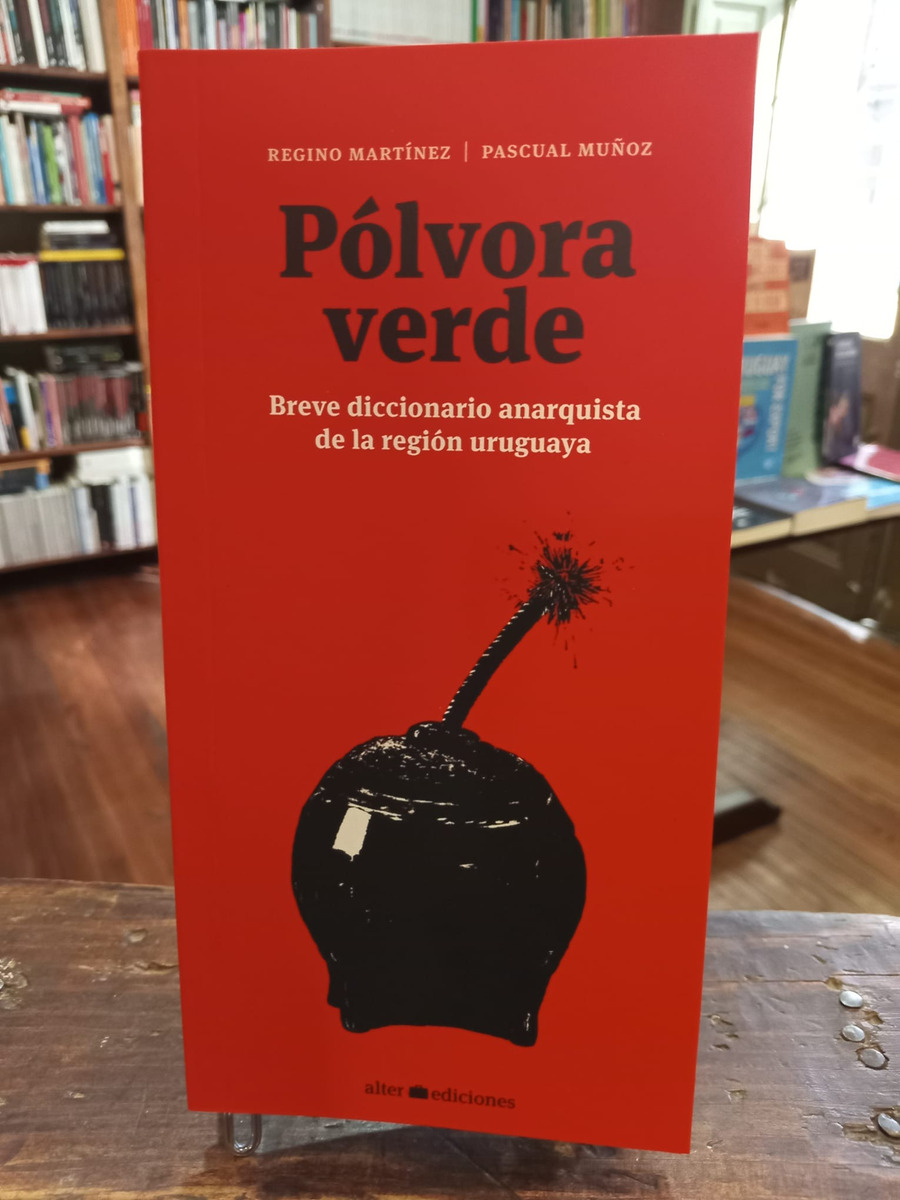 REGINO MARTÍNEZ | PASCUAL MUÑOZ
Pólvora
verde
Breve diccionario anarquista
de la región uruguaya
alter ediciones